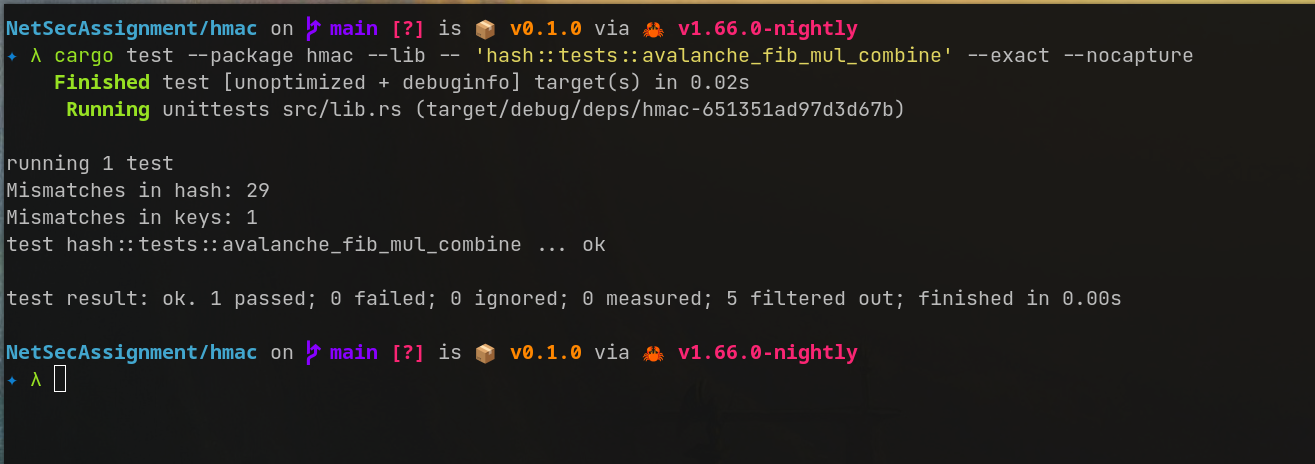 NetSecAssignment/hmac on main [?] is 📦 v0.1.0 via 🦀 v1.66.0-nightly
✦ λ cargo test --package hmac --lib -- 'hash::tests::avalanche_fib_mul_combine' --exact --nocapture
Finished test [unoptimized + debuginfo] target(s) in 0.02s
Running unittests src/lib.rs (target/debug/deps/hmac-651351ad97d3d67b)
running 1 test
Mismatches in hash: 29
Mismatches in keys: 1
test hash::tests::avalanche_fib_mul_combine ... ok
test result: ok. 1 passed; 0 failed; 0 ignored; 0 measured; 5 filtered out; finished in 0.00s
NetSecAssignment/hmac on main [?] is 📦 v0.1.0 via 🦀 v1.66.0-nightly
✦ λ